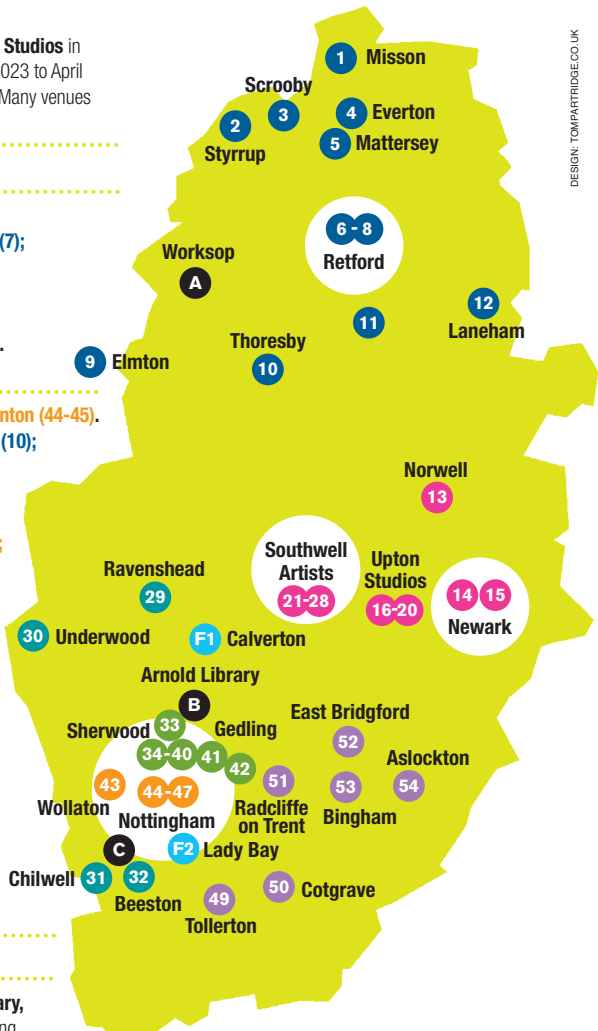 Studios in
023 to April
Many venues
(7);
.
nton (44-45).
(10);
;
ary,
DESIGN: TOMPARTRIDGE.CO.UK
1 Misson
Scrooby
3
4 Everton
2
Styrrup
5 Mattersey
6 - 8
Retford
Worksop
A
12
Laneham
11
Thoresby
10
9 Elmton
Norwell
13
Southwell
Artists
21-28
Upton
Studios
16-20
14 15
Newark
Ravenshead
29
30 Underwood
F1 Calverton
Arnold Library
B
Sherwood 33
Gedling
34-40 41
42
East Bridgford
52
Aslockton
54
43
Wollaton
44-47
Nottingham
51
Radcliffe
on Trent
53
Bingham
C
F2 Lady Bay
Chilwell 31
32
Beeston
49
Tollerton
50 Cotgrave